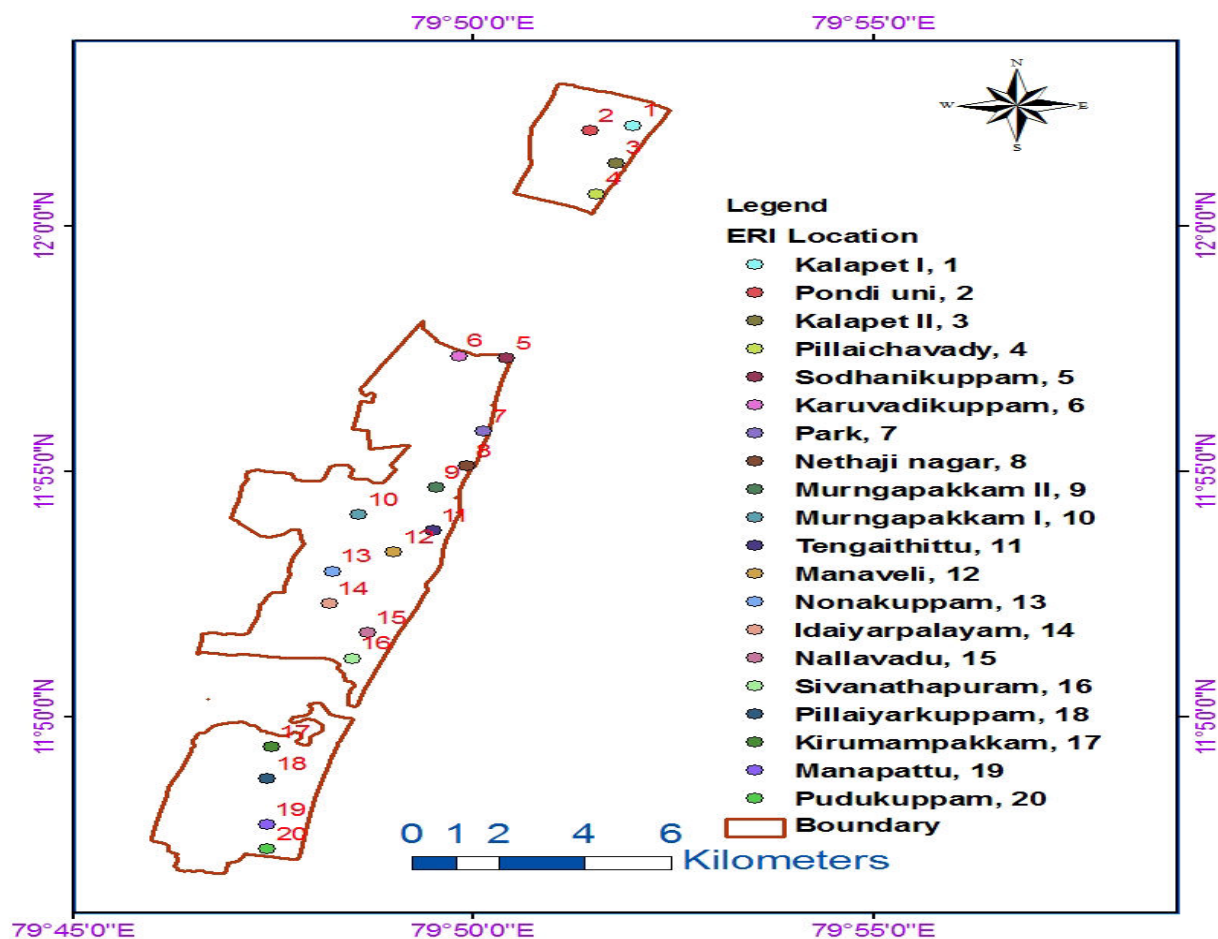 79°50'0"E 79°55'0"E
N
W E
S
1
2
3
4
12°0'0"N 12°0'0"N
Legend
ERI Location
Kalapet I, 1
Pondi uni, 2
Kalapet II, 3
Pillaichavady, 4
Sodhanikuppam, 5
Karuvadikuppam, 6
Park, 7
Nethaji nagar, 8
Murngapakkam II, 9
Murngapakkam I, 10
Tengaithittu, 11
Manaveli, 12
Nonakuppam, 13
Idaiyarpalayam, 14
Nallavadu, 15
Sivanathapuram, 16
Pillaiyarkuppam, 18
Kirumampakkam, 17
Manapattu, 19
Pudukuppam, 20
Boundary
6 5
7
8
11°55'0"N 11°55'0"N
9
10
11
12
13
14
15
16
11°50'0"N 11°50'0"N
17
18
19
20
0 1 2 4 6
Kilometers
79°45'0"E 79°50'0"E 79°55'0"E